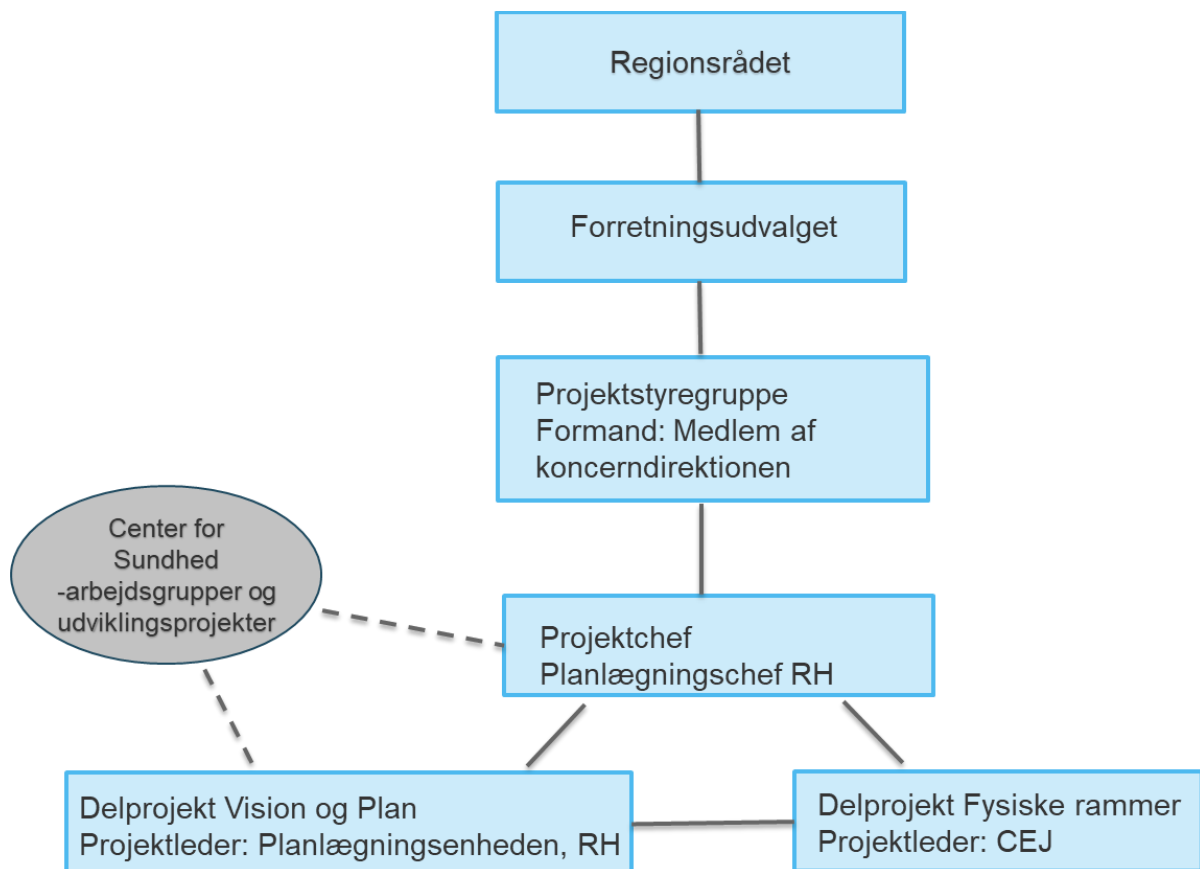 Regionsrådet
Forretningsudvalget
Projektstyregruppe
Formand: Medlem af
koncerndirektionen
Center for
Sundhed
-arbejdsgrupper og
udviklingsprojekter
Projektchef
Planlægningschef RH
Delprojekt Vision og Plan
Projektleder: Planlægningsenheden, RH
Delprojekt Fysiske rammer
Projektleder: CEJ